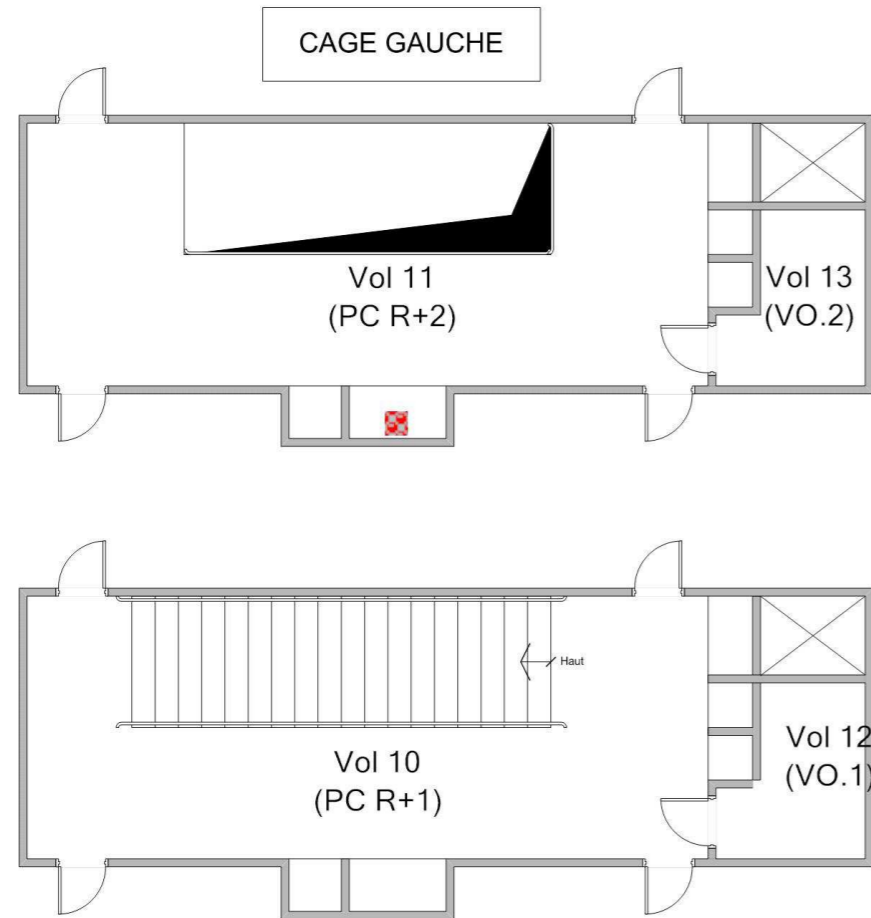 CAGE GAUCHE
Vol 11
(PC R+2)
Vol 13
(VO.2)
Haut
Vol 10
(PC R+1)
Vol 12
(VO.1)